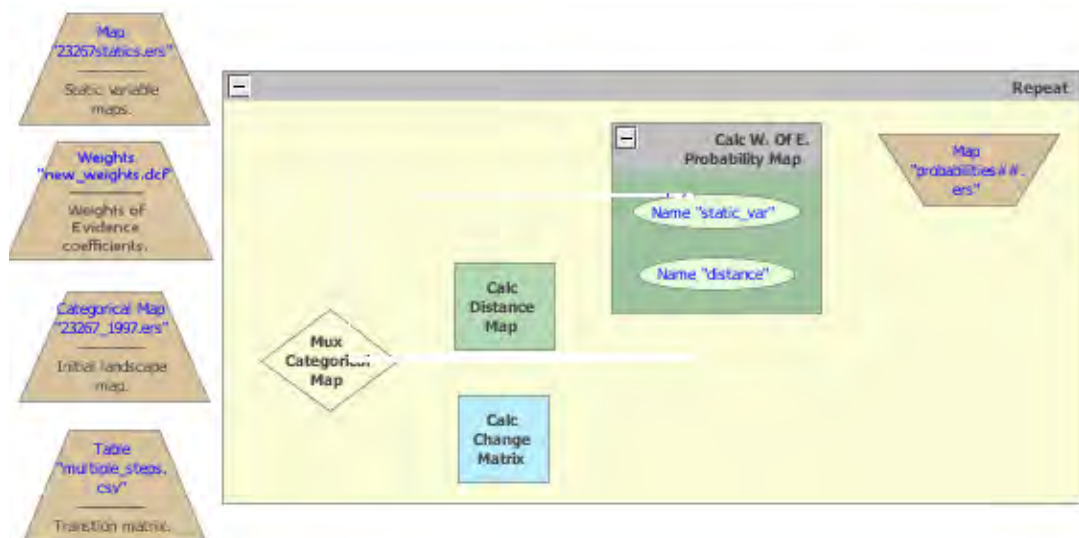 Map
"23267statics.ers"
Static variable
maps.
Weights
"new_weights.dcf"
Weights of
Evidence
coefficients.
Categorical Map
"23267_1997.ers"
Initial landscape
map.
Table
"multiple_steps.
csv"
Transtion matrix.
Repeat
Calc W. Of E.
Probability Map
Name "static_var"
Name "distance"
Map
"probabilities##.
ers"
Calc
Distance
Map
Mux
Categorical
Map
Calc
Change
Matrix